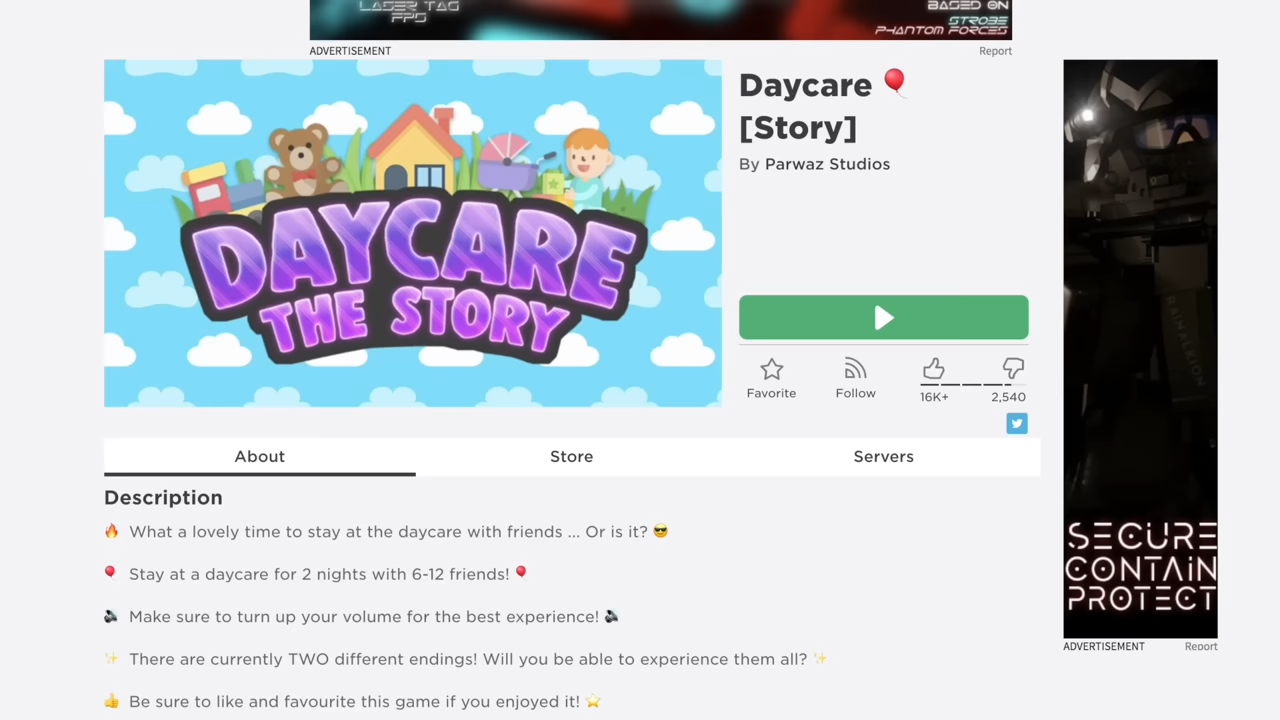 LASER TAG
FPS
BASED ON
STROBE
PHANTOM FORCES
ADVERTISEMENT
Report
DAYCARE
THE STORY
Daycare 🎈
[Story]
By Parwaz Studios
Favorite
Follow
16K+
2,540
About
Store
Servers
Description
🔥 What a lovely time to stay at the daycare with friends ... Or is it? 😎
🎈 Stay at a daycare for 2 nights with 6-12 friends! 🎈
🔊 Make sure to turn up your volume for the best experience! 🔊
✨ There are currently TWO different endings! Will you be able to experience them all? ✨
👍 Be sure to like and favourite this game if you enjoyed it! ⭐
SECURE
CONTAIN
PROTECT
ADVERTISEMENT
Report